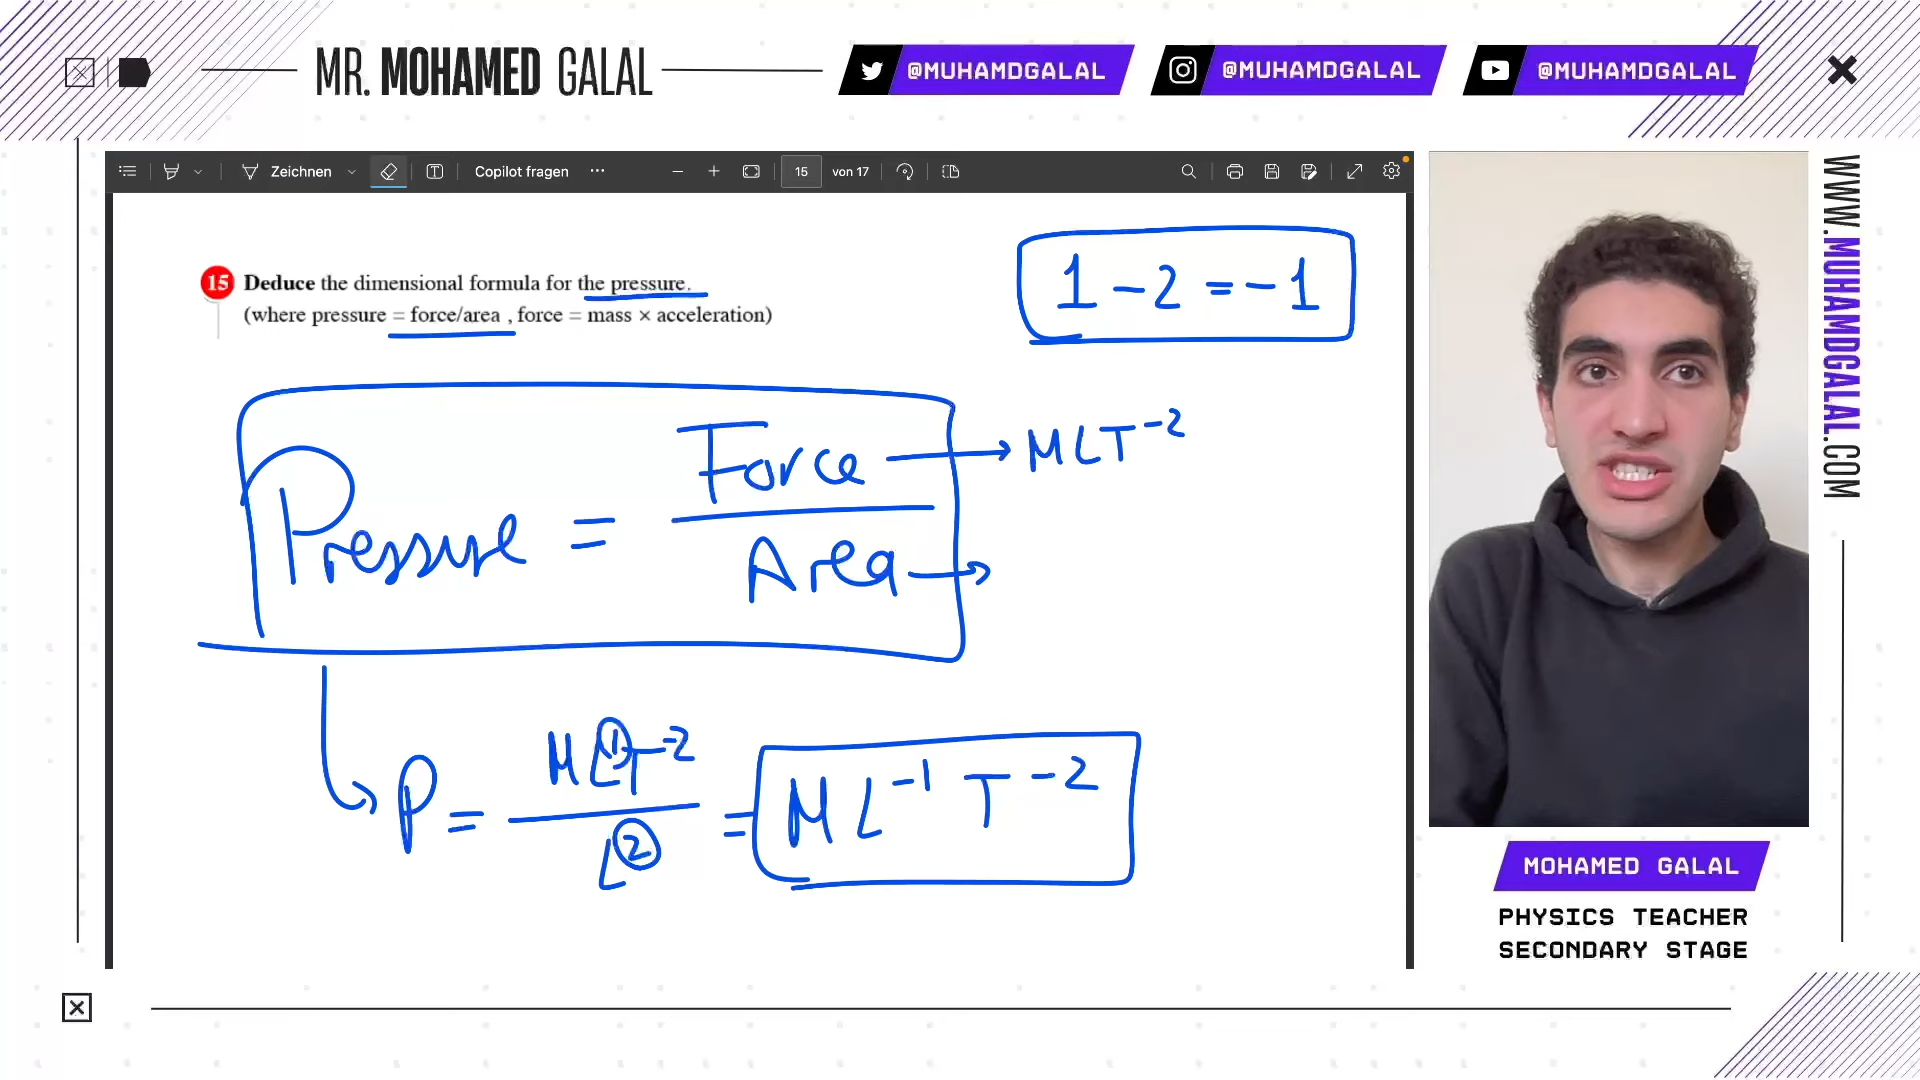 MR. MOHAMED GALAL
@MUHAMDGALAL
@MUHAMDGALAL
@MUHAMDGALAL
Zeichnen
Copilot fragen
15 von 17
15 Deduce the dimensional formula for the pressure.
(where pressure = force/area , force = mass × acceleration)
1 - 2 = -1
Pressure = Force / Area
→ MLT⁻²
P = ML¹T⁻² / L² = M L⁻¹ T⁻²
WWW.MUHAMDGALAL.COM
MOHAMED GALAL
PHYSICS TEACHER
SECONDARY STAGE